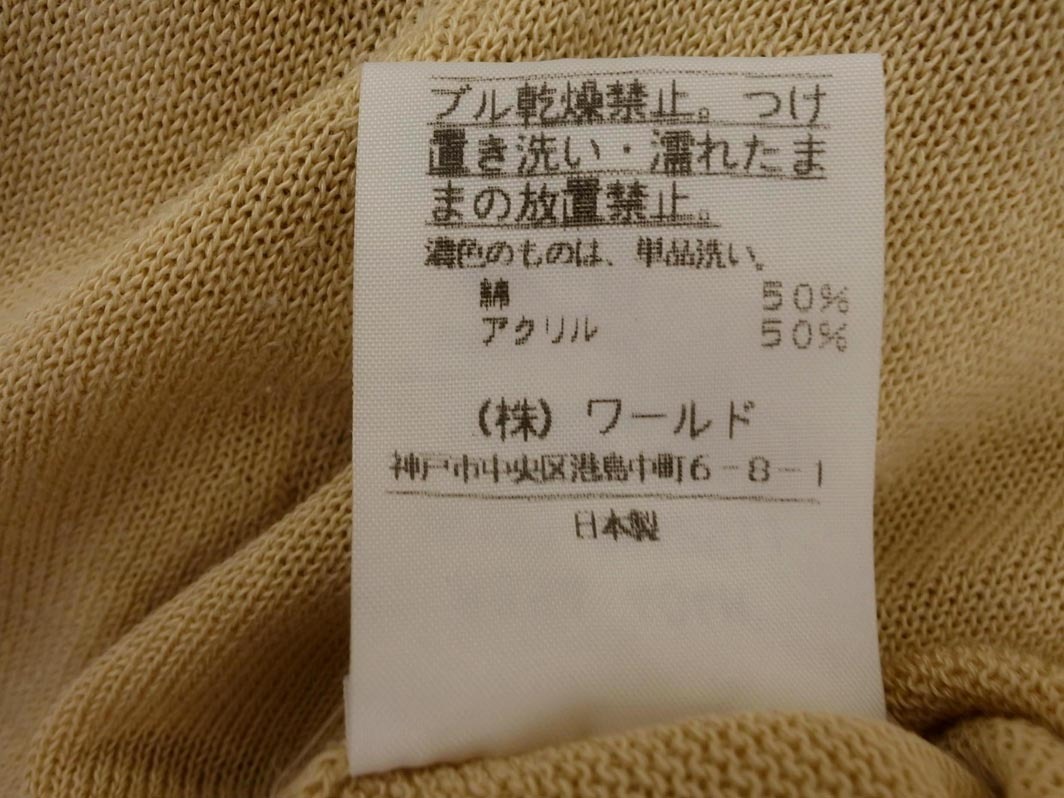 ブル乾燥禁止。つけ
置き洗い・濡れたま
まの放置禁止。
濃色のものは、単品洗い。
綿 50%
アクリル 50%
(株) ワールド
神戸市中央区港島中町6-8-1
日本製